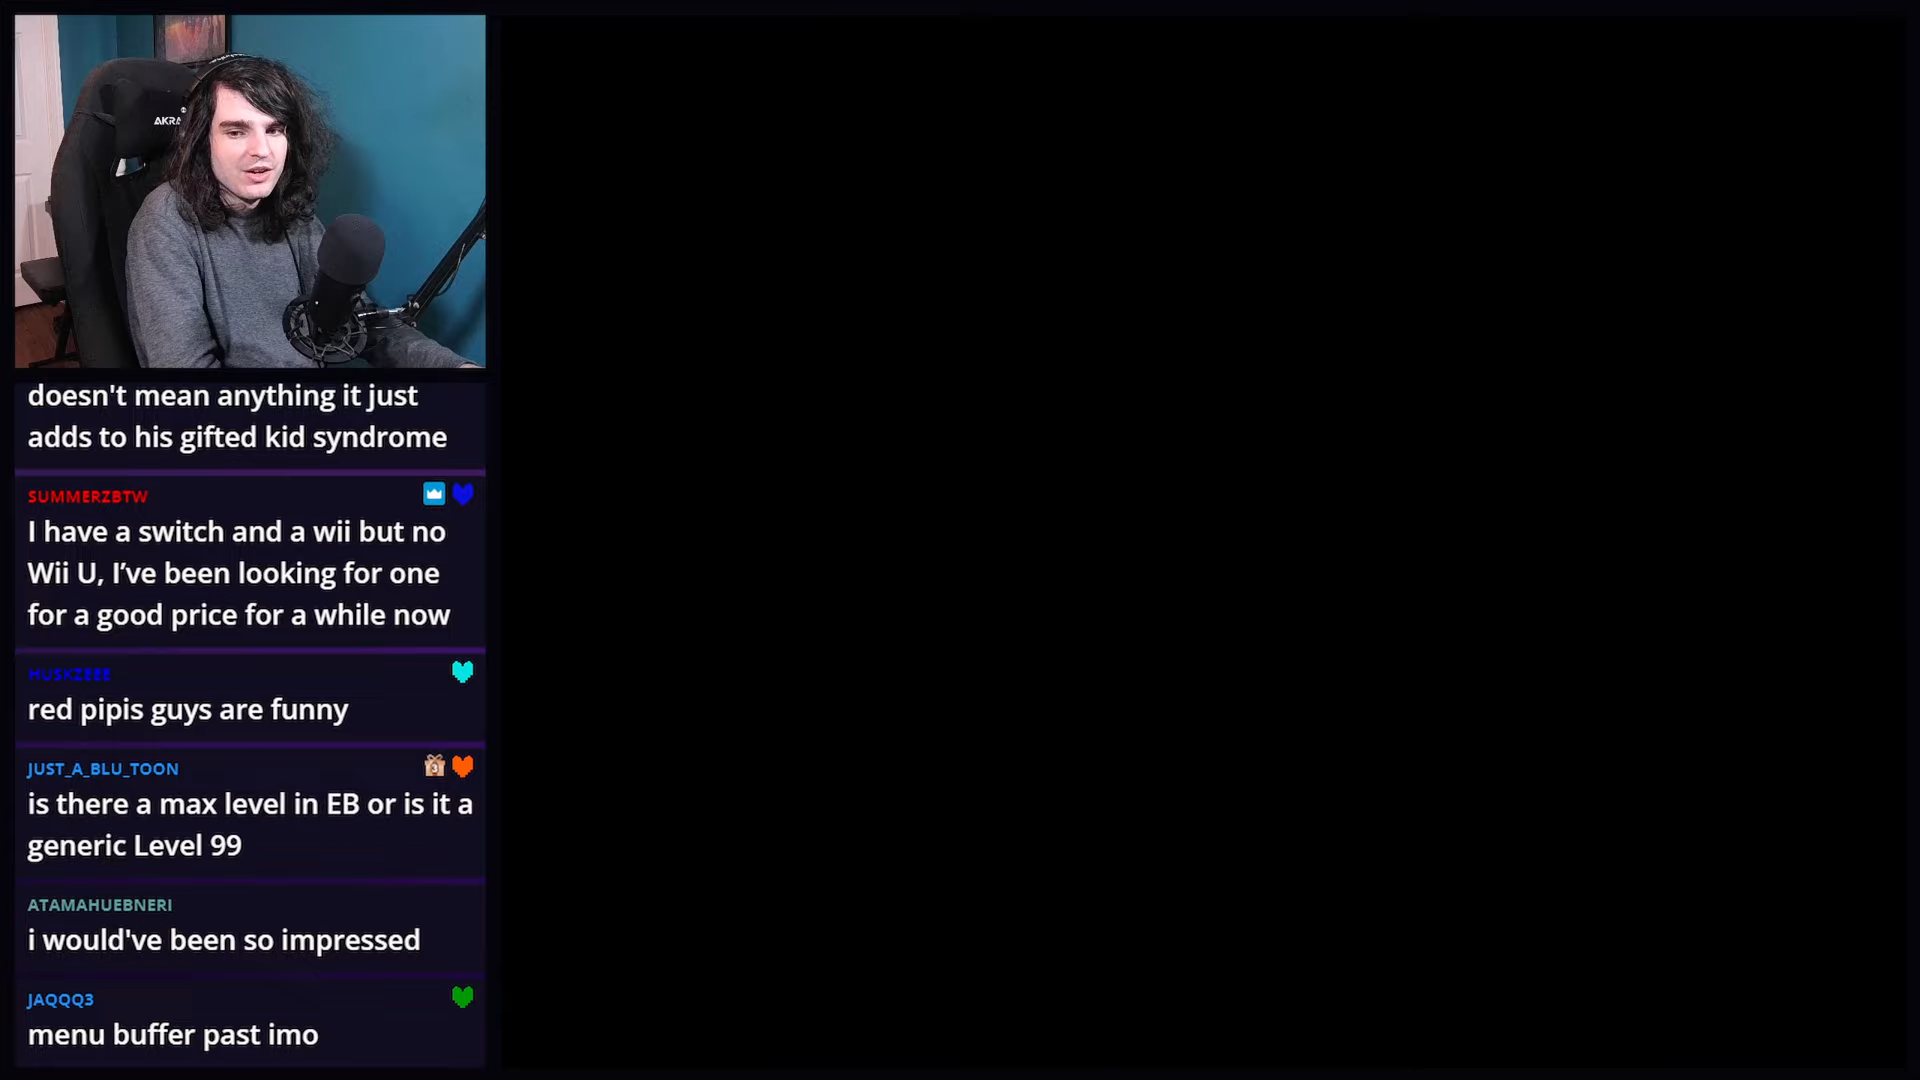 AKRA
doesn't mean anything it just
adds to his gifted kid syndrome
SUMMERZBTW
I have a switch and a wii but no
Wii U, I’ve been looking for one
for a good price for a while now
HUSKZEEE
red pipis guys are funny
JUST_A_BLU_TOON
is there a max level in EB or is it a
generic Level 99
ATAMAHUEBNERI
i would've been so impressed
JAQQQ3
menu buffer past imo